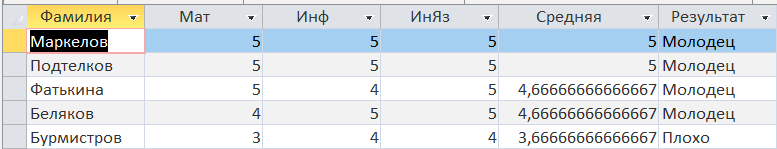 Фамилия Мат Инф ИнЯз Средняя Результат
Маркелов 5 5 5 5 Молодец
Подтелков 5 5 5 5 Молодец
Фатькина 5 4 5 4,66666666666667 Молодец
Беляков 4 5 5 4,66666666666667 Молодец
Бурмистров 3 4 4 3,66666666666667 Плохо